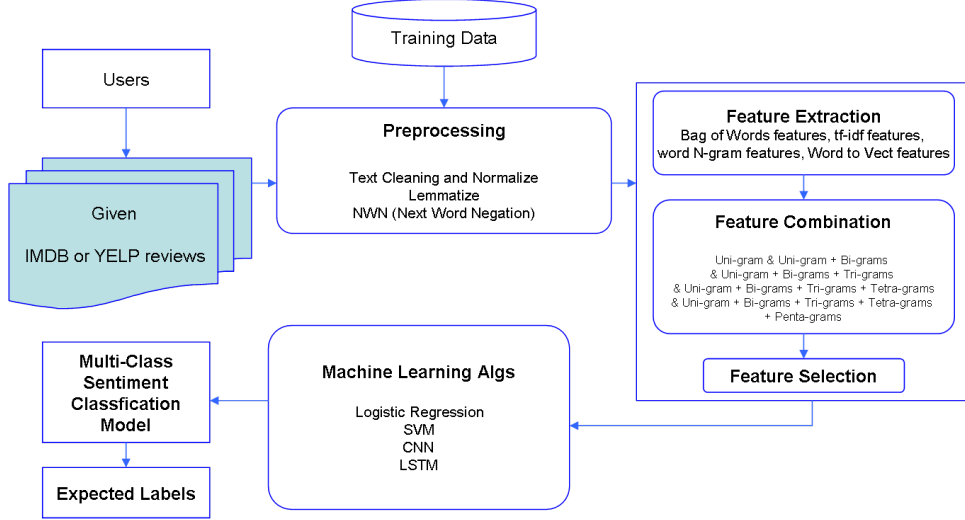 Training Data
Users
Preprocessing
Text Cleaning and Normalize
Lemmatize
NWN (Next Word Negation)
Given
IMDB or YELP reviews
Feature Extraction
Bag of Words features, tf-idf features,
word N-gram features, Word to Vect features
Feature Combination
Uni-gram & Uni-gram + Bi-grams
& Uni-gram + Bi-grams + Tri-grams
& Uni-gram + Bi-grams + Tri-grams + Tetra-grams
& Uni-gram + Bi-grams + Tri-grams + Tetra-grams
+ Penta-grams
Feature Selection
Machine Learning Algs
Logistic Regression
SVM
CNN
LSTM
Multi-Class
Sentiment
Classfication
Model
Expected Labels